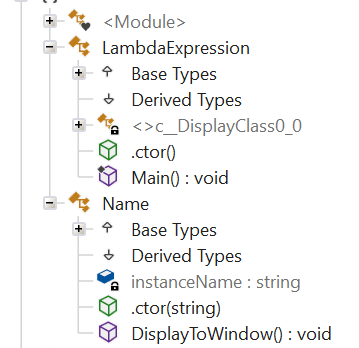 <Module>
LambdaExpression
Base Types
Derived Types
<>c__DisplayClass0_0
.ctor()
Main() : void
Name
Base Types
Derived Types
instanceName : string
.ctor(string)
DisplayToWindow() : void